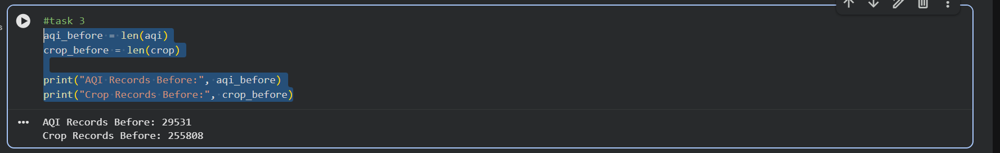 s
#task 3
aqi_before = len(aqi)
crop_before = len(crop)
print("AQI Records Before:", aqi_before)
print("Crop Records Before:", crop_before)
AQI Records Before: 29531
Crop Records Before: 255808